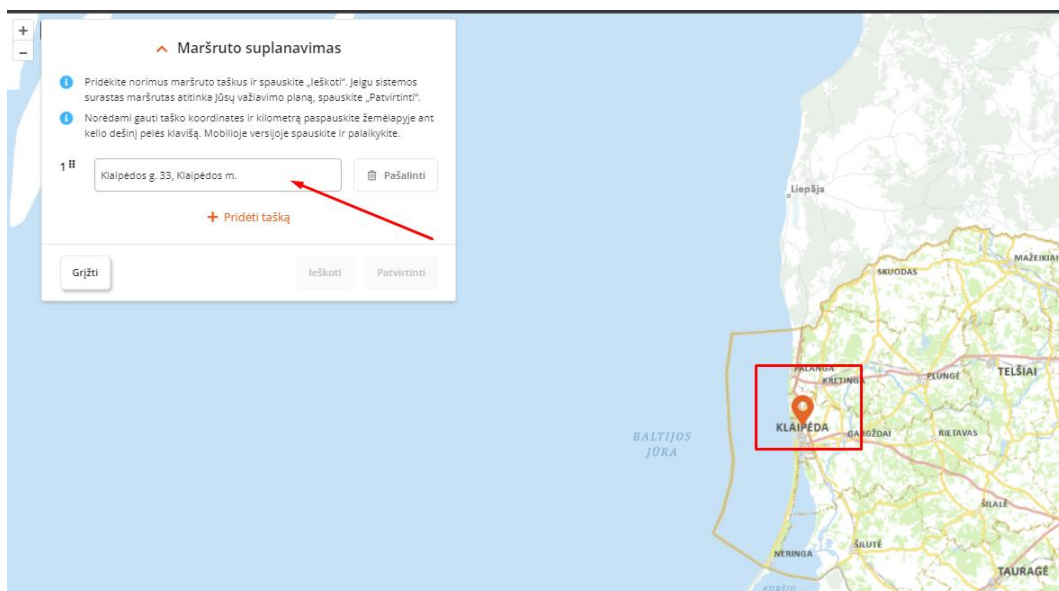 +
−
Maršruto suplanavimas
Pridėkite norimus maršruto taškus ir spauskite „Ieškoti“. Jeigu sistemos
surastas maršrutas atitinka Jūsų važiavimo planą, spauskite „Patvirtinti“.
Norėdami gauti taško koordinates ir kilometrą paspauskite žemėlapyje ant
kelio dešinį pelės klavišą. Mobilioje versijoje spauskite ir palaikykite.
1
Klaipėdos g. 33, Klaipėdos m.
Pašalinti
+ Pridėti tašką
Grįžti
Ieškoti
Patvirtinti
Liepāja
MAŽEIKIAI
SKUODAS
PALANGA
KRETINGA
PLUNGĖ
TELŠIAI
KLAIPĖDA
GARGŽDAI
RIETAVAS
BALTIJOS
JŪRA
ŠILALĖ
ŠILUTĖ
NERINGA
TAURAGĖ